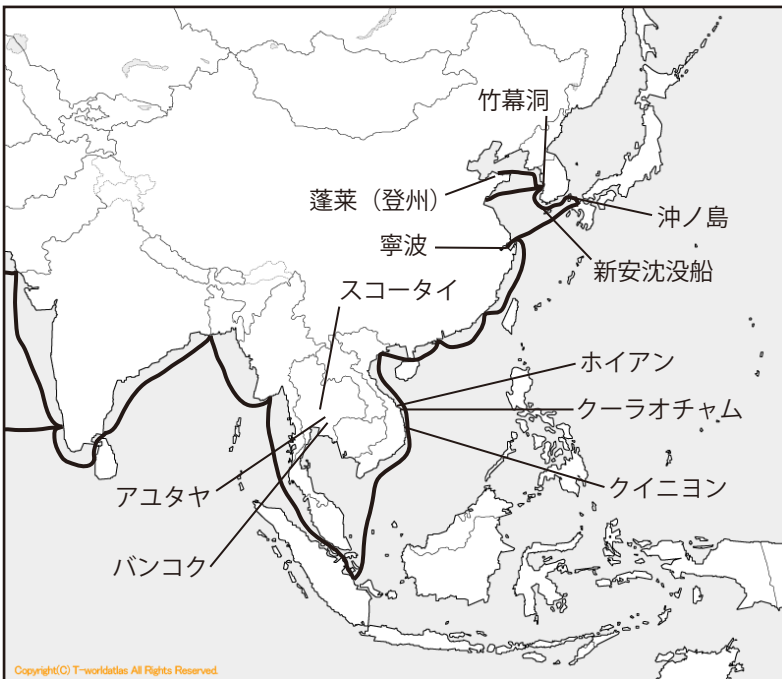 竹幕洞
蓬莱（登州）
沖ノ島
寧波
新安沈没船
スコータイ
ホイアン
クーラオチャム
アユタヤ
クイニヨン
バンコク
Copyright(C) T-worldatlas All Rights Reserved.